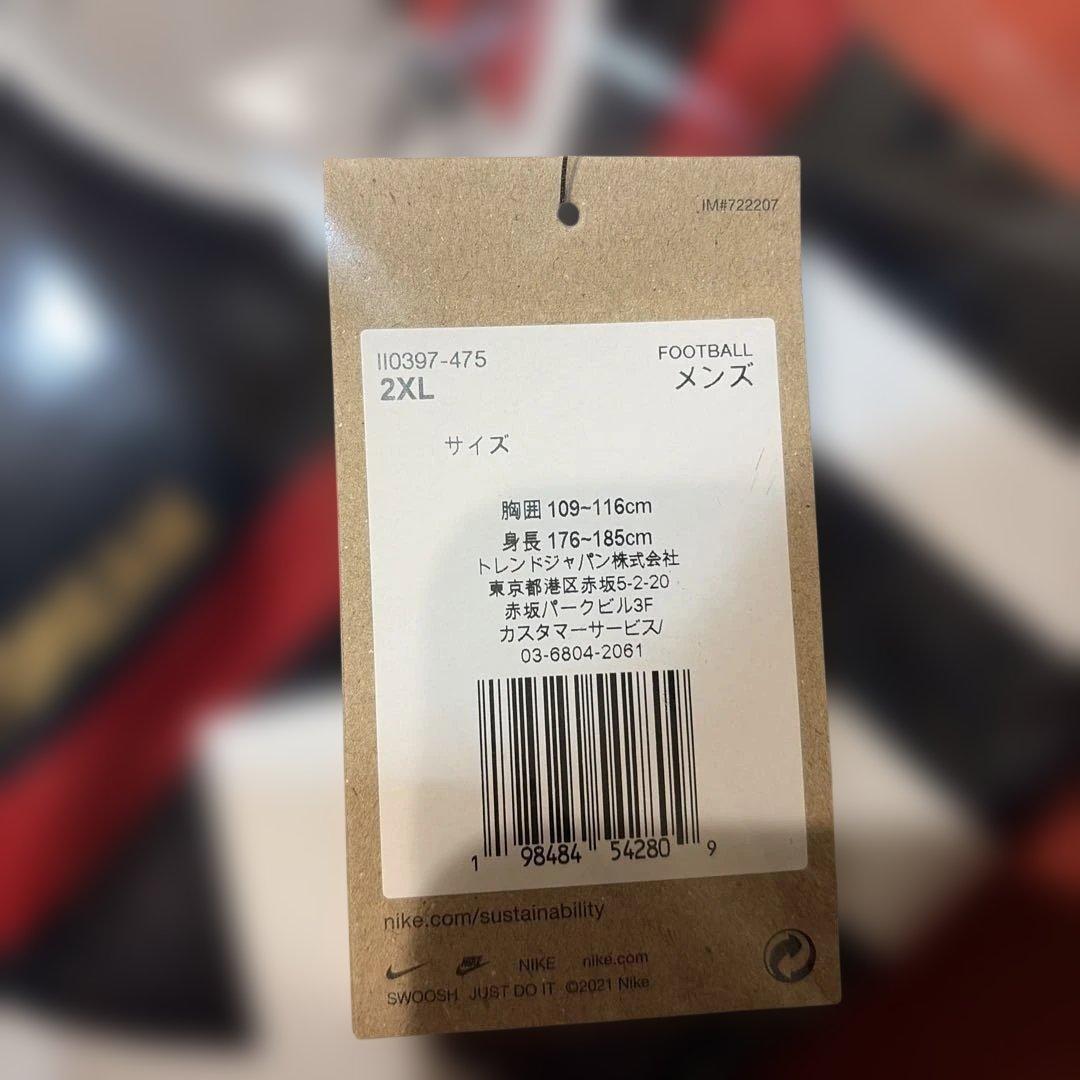 IM#722207
II0397-475
FOOTBALL
2XL
メンズ
サイズ
胸囲 109~116cm
身長 176~185cm
トレンドジャパン株式会社
東京都港区赤坂5-2-20
赤坂パークビル3F
カスタマーサービス/
03-6804-2061
1 98484 54280 9
nike.com/sustainability
NIKE NIKE nike.com
SWOOSH JUST DO IT ©2021 Nike